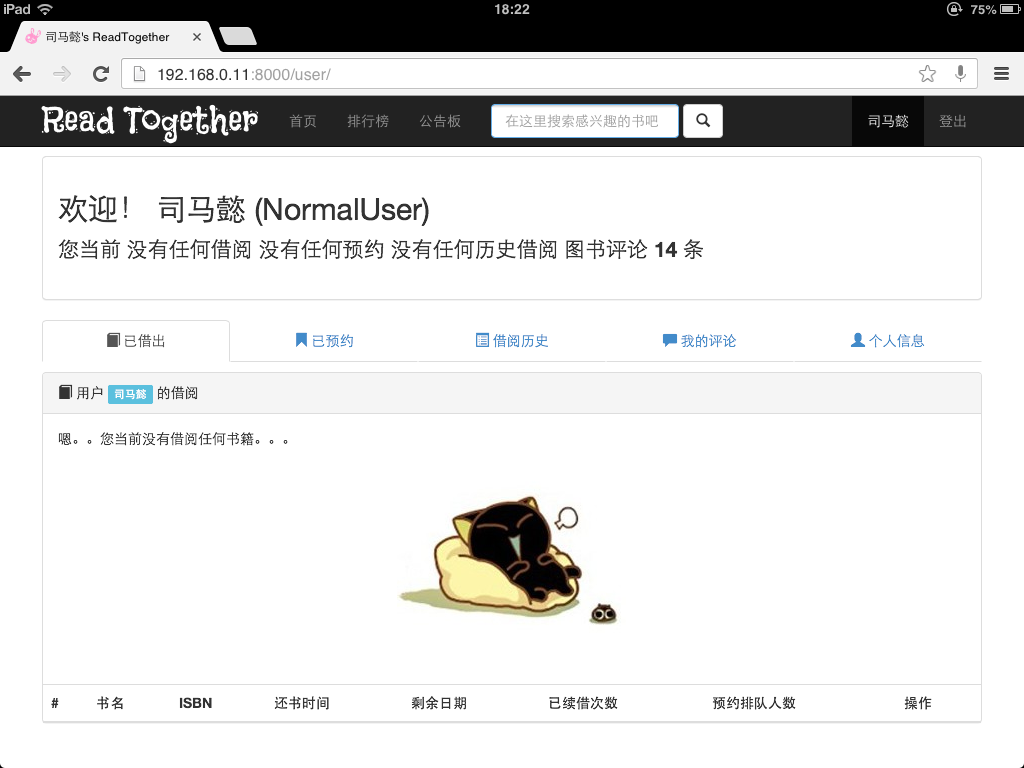 iPad 18:22 75%
司马懿's ReadTogether
192.168.0.11:8000/user/
Read Together 首页 排行榜 公告板 在这里搜索感兴趣的书吧 司马懿 登出
欢迎! 司马懿 (NormalUser)
您当前 没有任何借阅 没有任何预约 没有任何历史借阅 图书评论 14 条
已借出 已预约 借阅历史 我的评论 个人信息
用户 司马懿 的借阅
嗯。。您当前没有借阅任何书籍。。。
# 书名 ISBN 还书时间 剩余日期 已续借次数 预约排队人数 操作